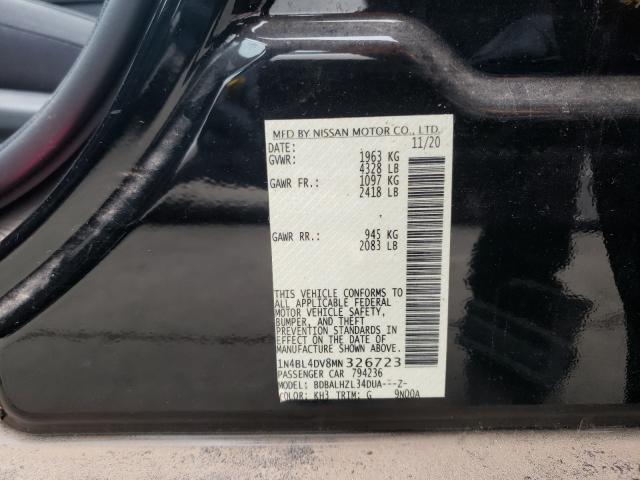 MFD BY NISSAN MOTOR CO., LTD.
DATE: 11/20
GVWR: 1963 KG
4328 LB
GAWR FR.: 1097 KG
2418 LB
GAWR RR.: 945 KG
2083 LB
THIS VEHICLE CONFORMS TO
ALL APPLICABLE FEDERAL
MOTOR VEHICLE SAFETY,
BUMPER, AND THEFT
PREVENTION STANDARDS IN
EFFECT ON THE DATE OF
MANUFACTURE SHOWN ABOVE.
1N4BL4DV8MN326723
PASSENGER CAR 794236
MODEL: BDBALHZL34DUA---Z-
COLOR: KH3 TRIM: G 9N00A